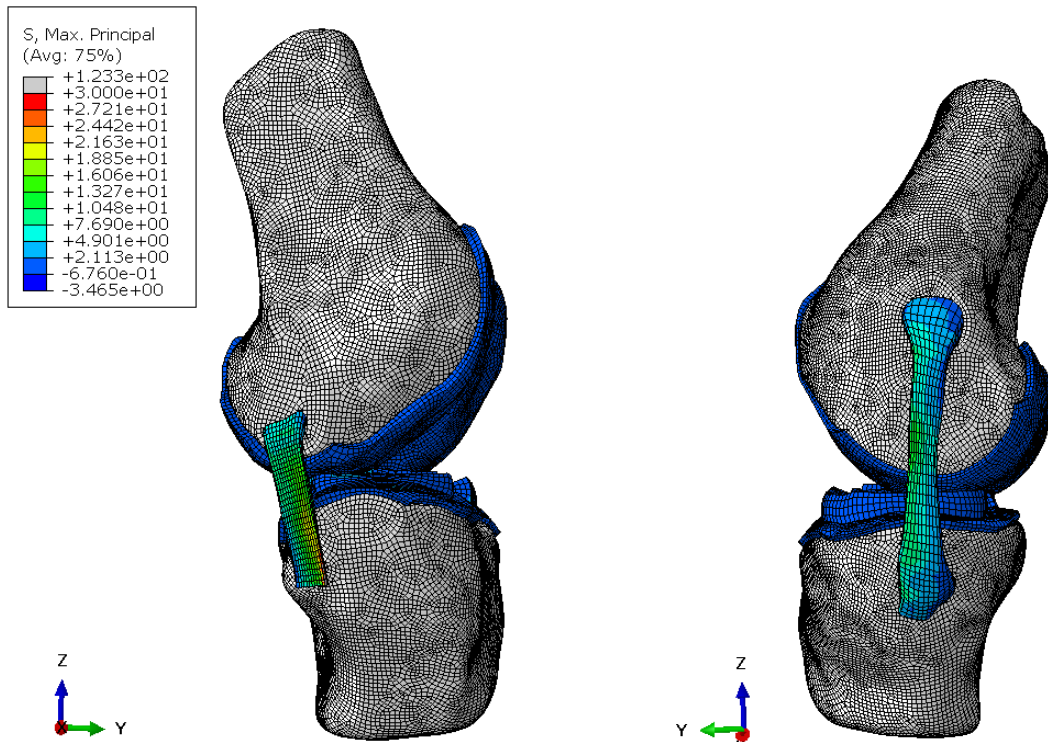 S, Max. Principal
(Avg: 75%)
+1.233e+02
+3.000e+01
+2.721e+01
+2.442e+01
+2.163e+01
+1.885e+01
+1.606e+01
+1.327e+01
+1.048e+01
+7.690e+00
+4.901e+00
+2.113e+00
-6.760e-01
-3.465e+00
Z
X
Y
Z
Y